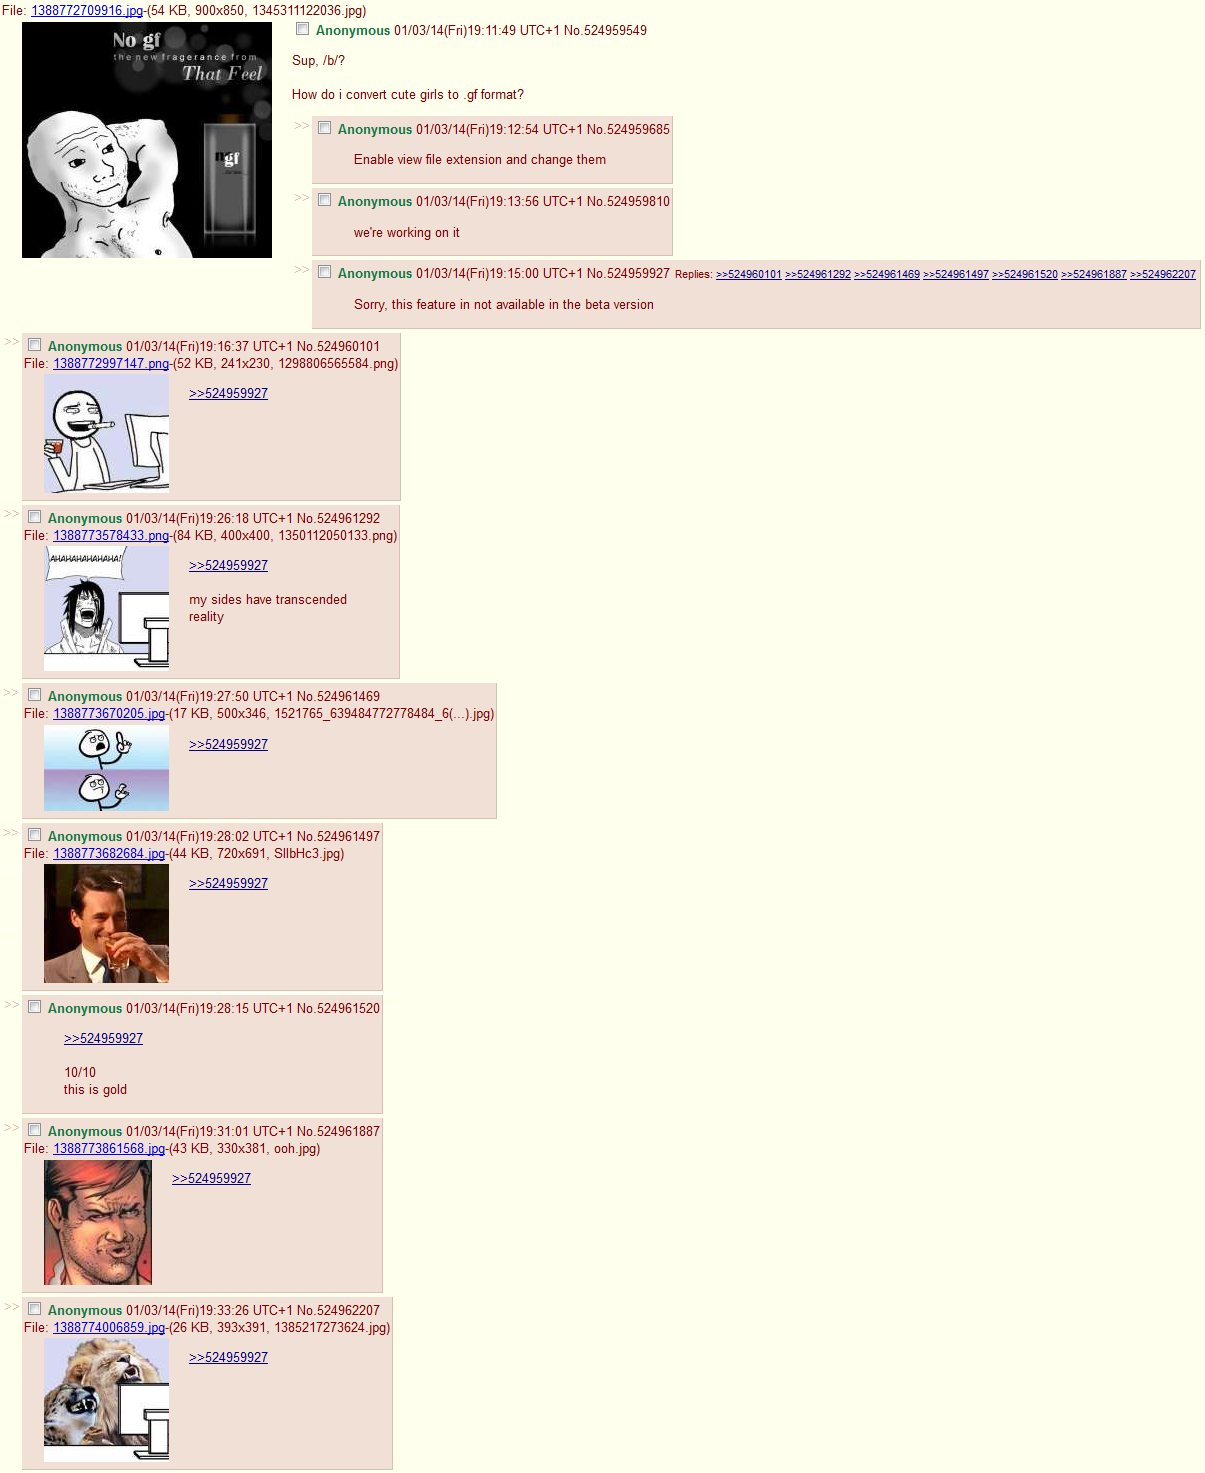 File: 1388772709916.jpg-(54 KB, 900x850, 1345311122036.jpg)
No gf
the new fragerance from
That Feel
nogf
Anonymous 01/03/14(Fri)19:11:49 UTC+1 No.524959549
Sup, /b/?
How do i convert cute girls to .gf format?
>> Anonymous 01/03/14(Fri)19:12:54 UTC+1 No.524959685
Enable view file extension and change them
>> Anonymous 01/03/14(Fri)19:13:56 UTC+1 No.524959810
we're working on it
>> Anonymous 01/03/14(Fri)19:15:00 UTC+1 No.524959927 Replies: >>524960101 >>524961292 >>524961469 >>524961497 >>524961520 >>524961887 >>524962207
Sorry, this feature in not available in the beta version
>> Anonymous 01/03/14(Fri)19:16:37 UTC+1 No.524960101
File: 1388772997147.png-(52 KB, 241x230, 1298806565584.png)
>>524959927
>> Anonymous 01/03/14(Fri)19:26:18 UTC+1 No.524961292
File: 1388773578433.png-(84 KB, 400x400, 1350112050133.png)
AHAHAHAHAHAHA!
>>524959927
my sides have transcended
reality
>> Anonymous 01/03/14(Fri)19:27:50 UTC+1 No.524961469
File: 1388773670205.jpg-(17 KB, 500x346, 1521765_639484772778484_6(...).jpg)
>>524959927
>> Anonymous 01/03/14(Fri)19:28:02 UTC+1 No.524961497
File: 1388773682684.jpg-(44 KB, 720x691, SllbHc3.jpg)
>>524959927
>> Anonymous 01/03/14(Fri)19:28:15 UTC+1 No.524961520
>>524959927
10/10
this is gold
>> Anonymous 01/03/14(Fri)19:31:01 UTC+1 No.524961887
File: 1388773861568.jpg-(43 KB, 330x381, ooh.jpg)
>>524959927
>> Anonymous 01/03/14(Fri)19:33:26 UTC+1 No.524962207
File: 1388774006859.jpg-(26 KB, 393x391, 1385217273624.jpg)
>>524959927